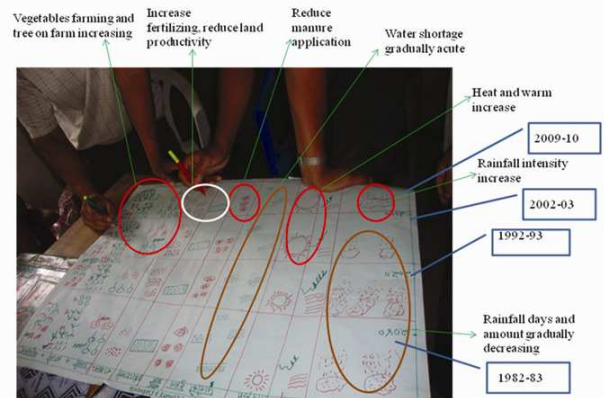 Vegetables farming and
tree on farm increasing
Increase
fertilizing, reduce land
productivity
Reduce
manure
application
Water shortage
gradually acute
Heat and warm
increase
2009-10
Rainfall intensity
increase
2002-03
1992-93
Rainfall days and
amount gradually
decreasing
1982-83